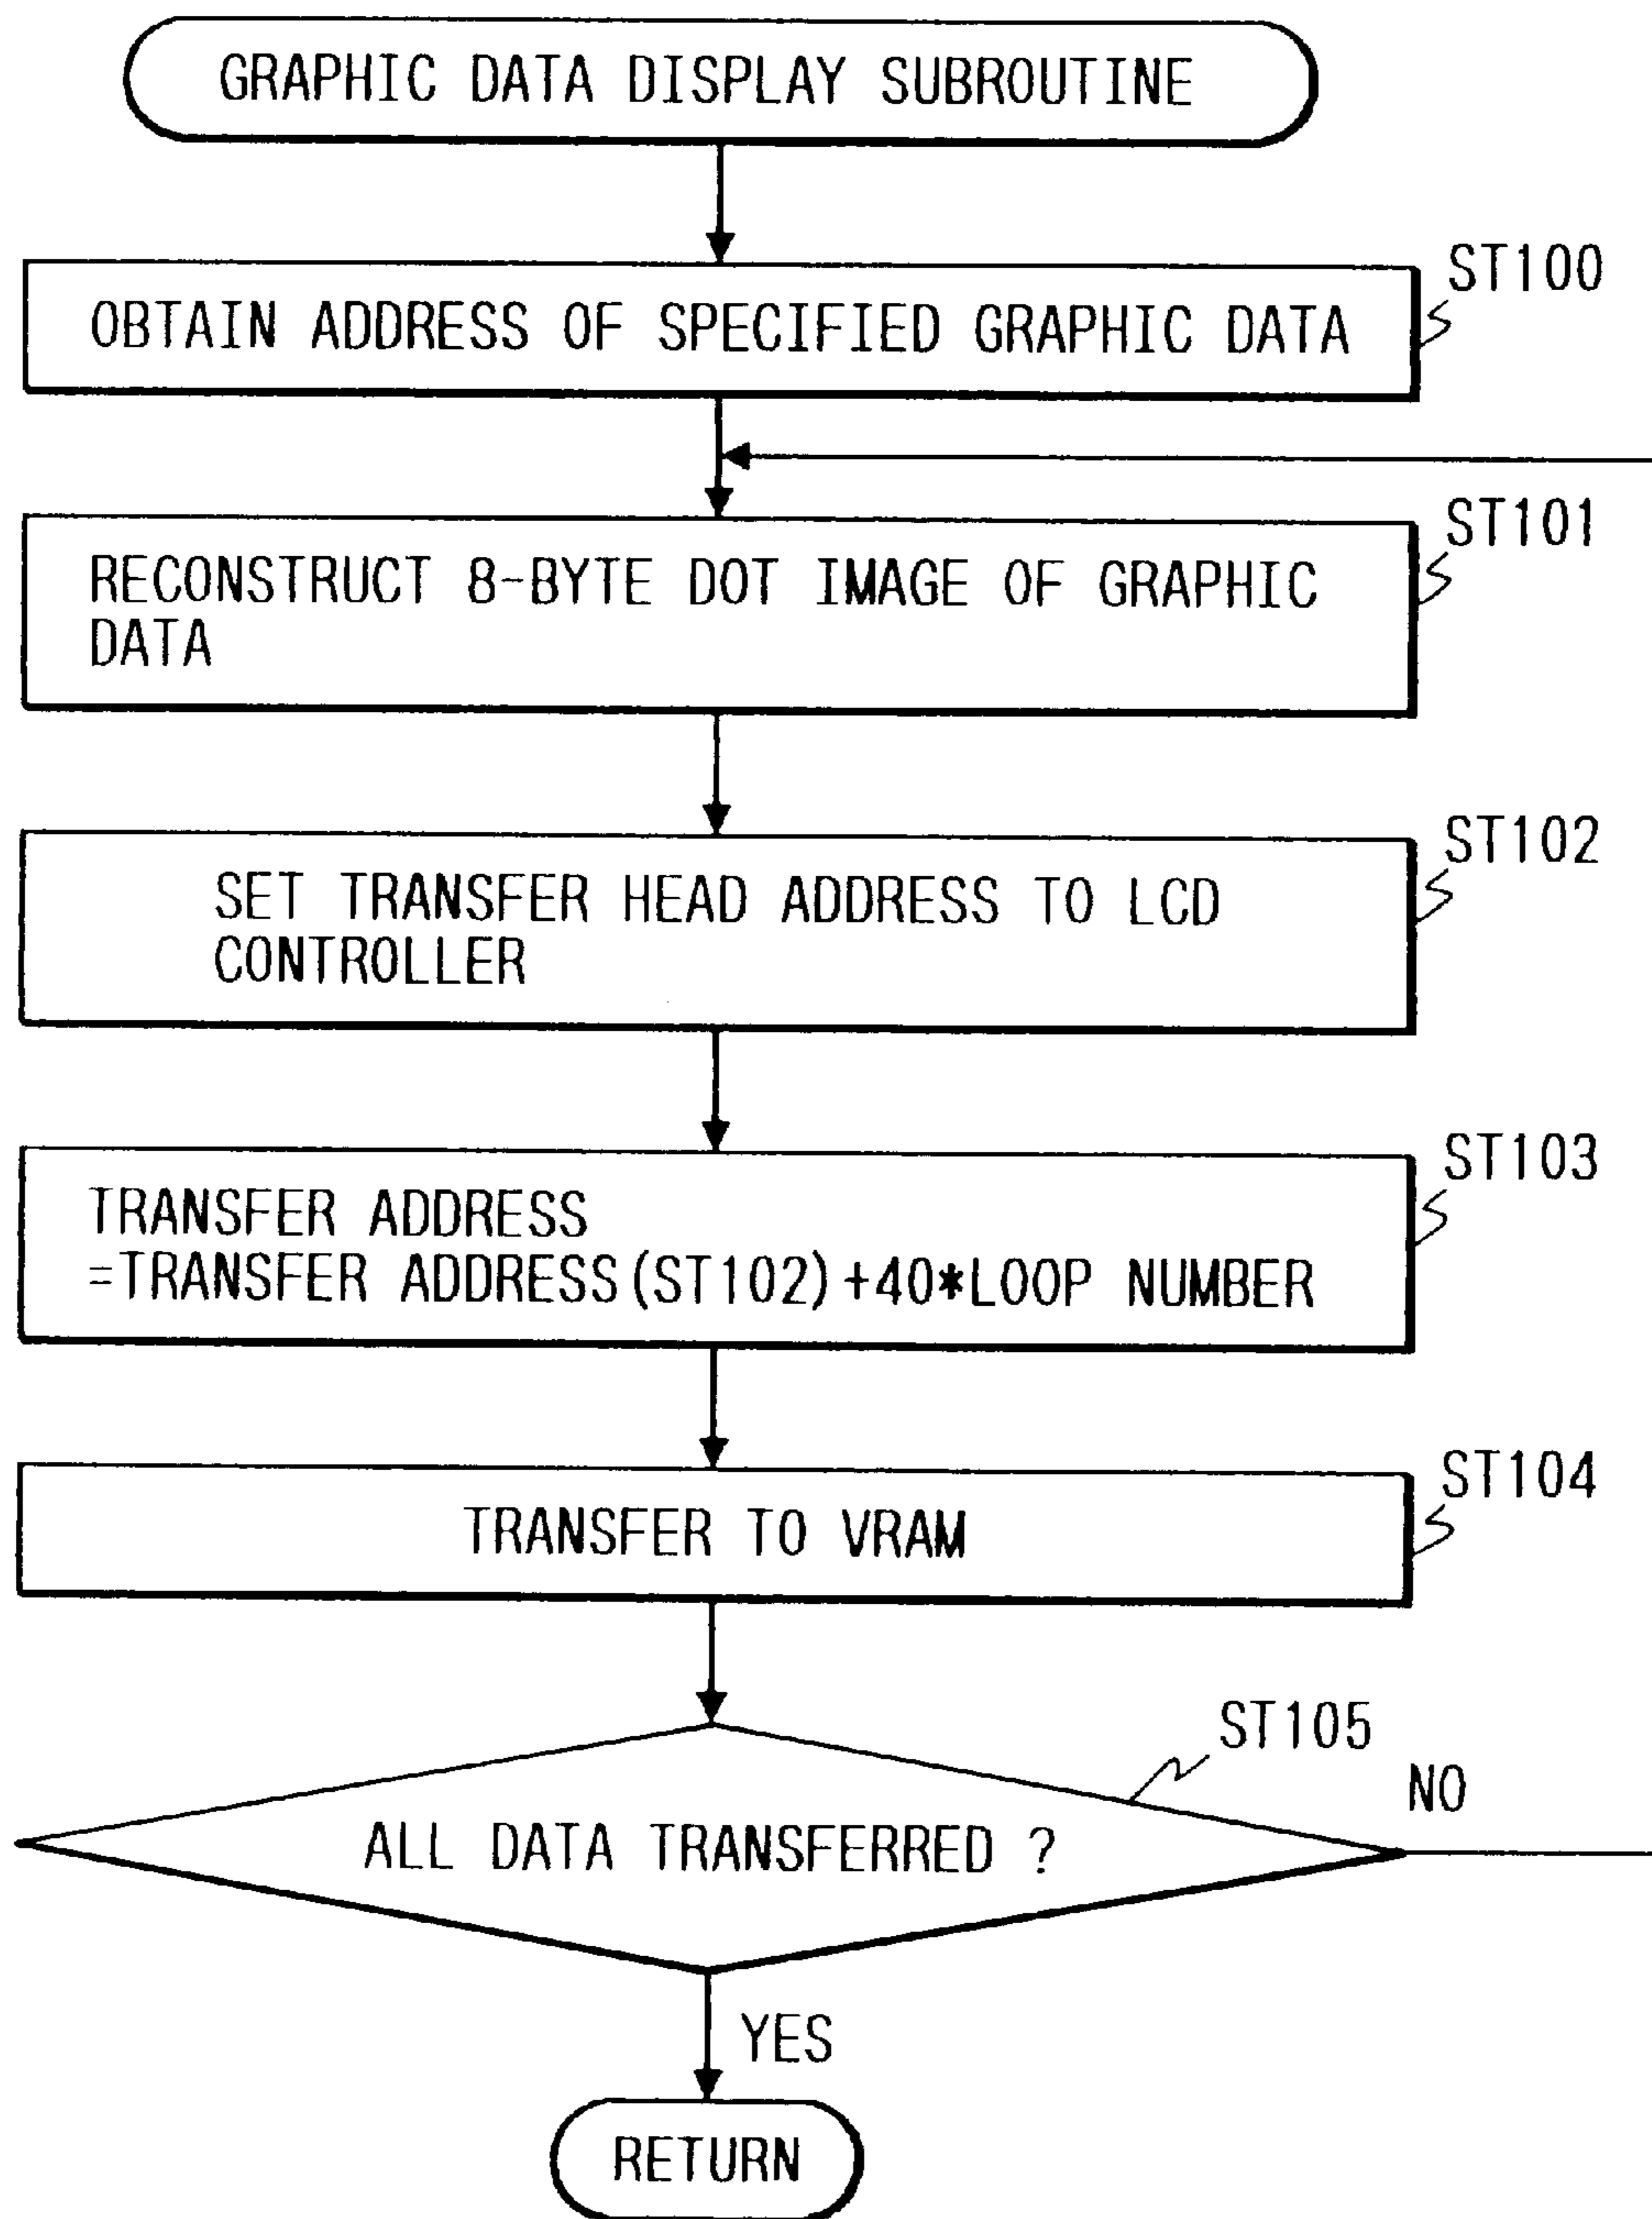 GRAPHIC DATA DISPLAY SUBROUTINE
ST100
OBTAIN ADDRESS OF SPECIFIED GRAPHIC DATA
ST101
RECONSTRUCT 8-BYTE DOT IMAGE OF GRAPHIC
DATA
ST102
SET TRANSFER HEAD ADDRESS TO LCD
CONTROLLER
ST103
TRANSFER ADDRESS
=TRANSFER ADDRESS(ST102)+40*LOOP NUMBER
ST104
TRANSFER TO VRAM
ST105
NO
ALL DATA TRANSFERRED ?
YES
RETURN